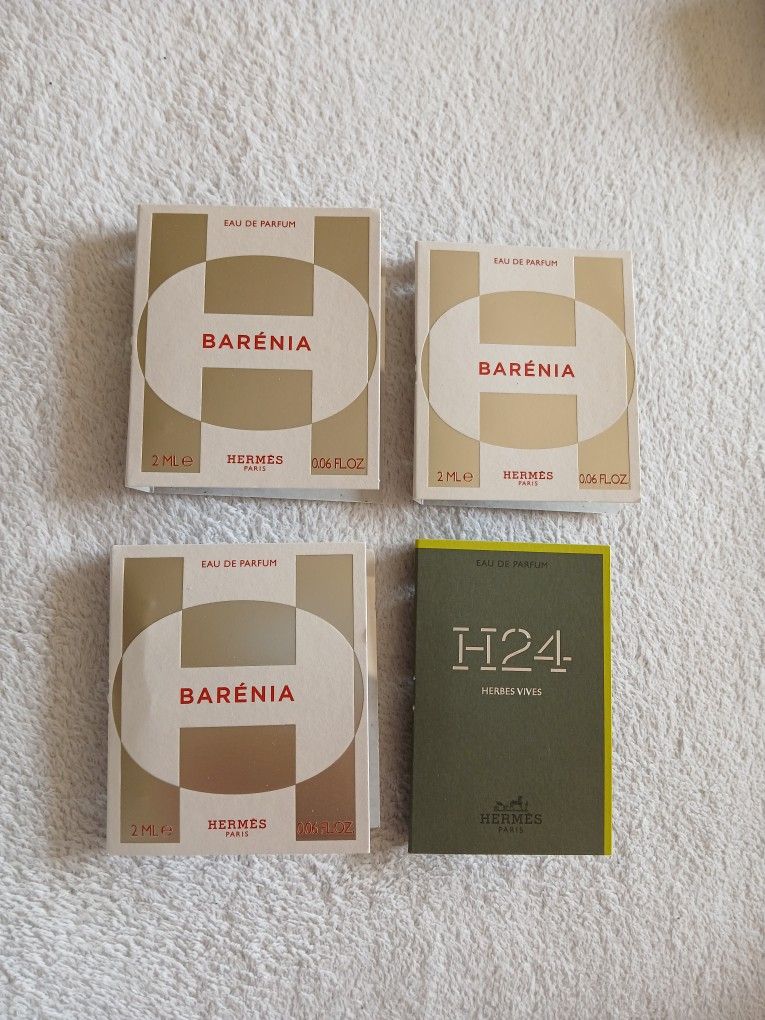 EAU DE PARFUM
BARÉNIA
2 ML e HERMÈS 0.06 FL.OZ.
PARIS
EAU DE PARFUM
BARÉNIA
2 ML e HERMÈS 0.06 FL.OZ.
PARIS
EAU DE PARFUM
BARÉNIA
2 ML e HERMÈS 0.06 FL.OZ.
PARIS
EAU DE PARFUM
H24
HERBES VIVES
HERMÈS
PARIS